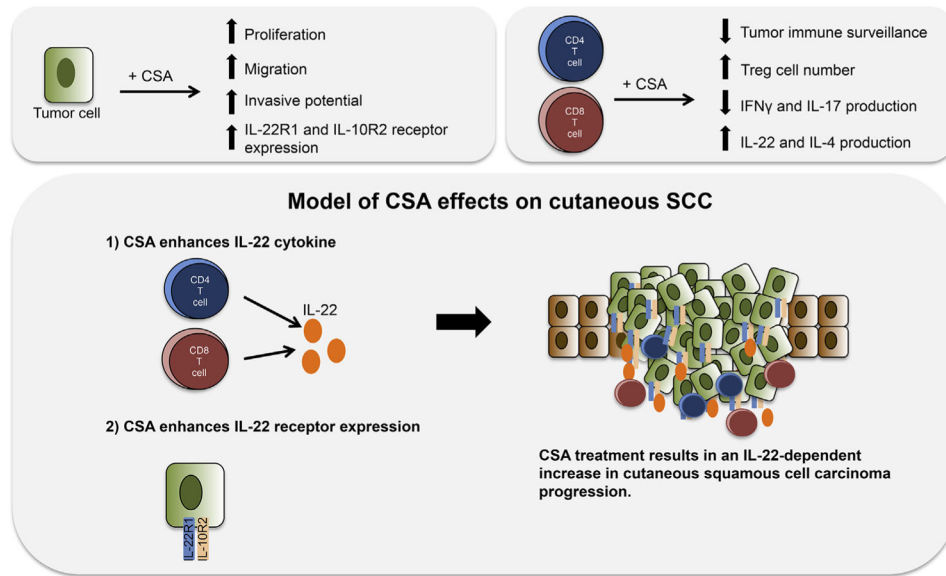 Tumor cell
+ CSA
Proliferation
Migration
Invasive potential
IL-22R1 and IL-10R2 receptor
expression
CD4
T
cell
CD8
T
cell
+ CSA
Tumor immune surveillance
Treg cell number
IFNγ and IL-17 production
IL-22 and IL-4 production
Model of CSA effects on cutaneous SCC
1) CSA enhances IL-22 cytokine
CD4
T
cell
CD8
T
cell
IL-22
2) CSA enhances IL-22 receptor expression
IL-22R1
IL-10R2
CSA treatment results in an IL-22-dependent
increase in cutaneous squamous cell carcinoma
progression.